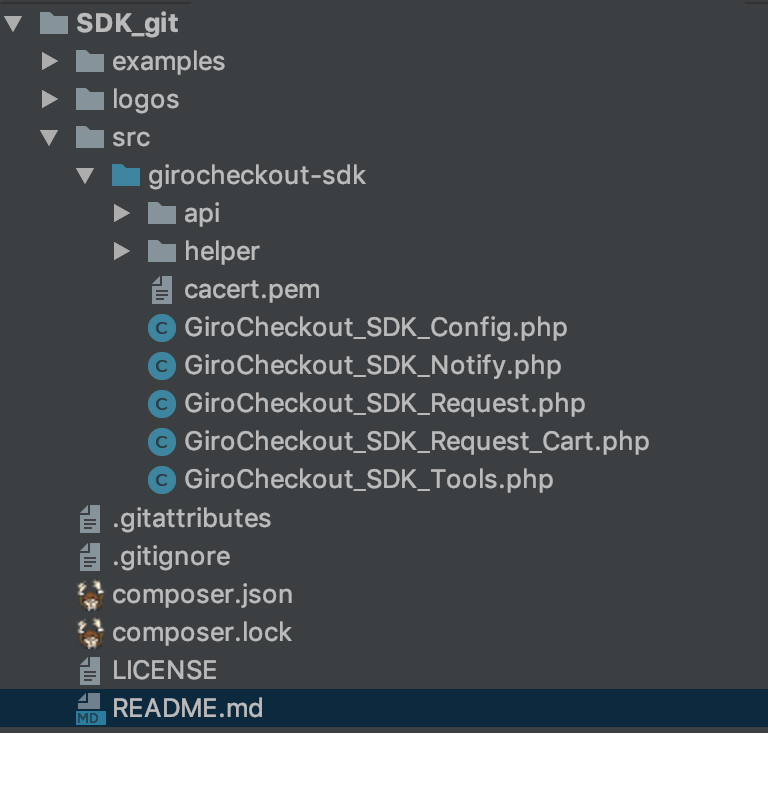 SDK_git
examples
logos
src
girocheckout-sdk
api
helper
cacert.pem
C GiroCheckout_SDK_Config.php
C GiroCheckout_SDK_Notify.php
C GiroCheckout_SDK_Request.php
C GiroCheckout_SDK_Request_Cart.php
C GiroCheckout_SDK_Tools.php
.gitattributes
.gitignore
composer.json
composer.lock
LICENSE
MD README.md